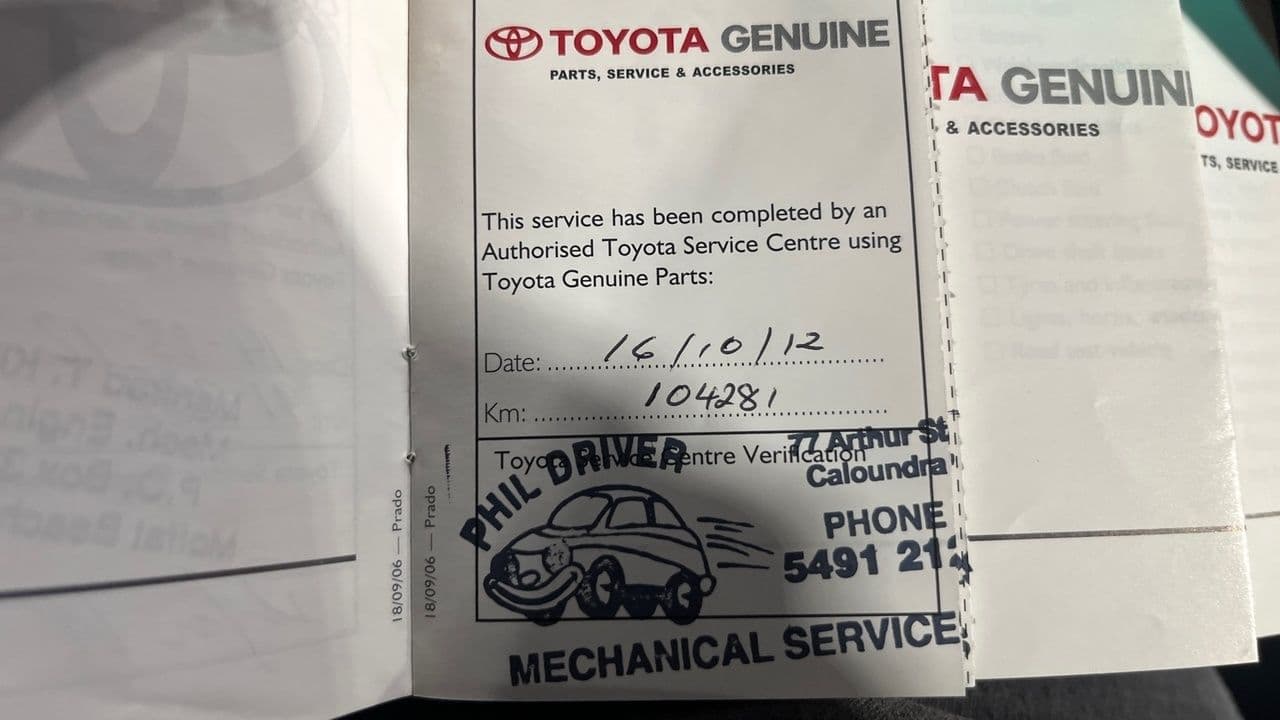 TOYOTA GENUINE
PARTS, SERVICE & ACCESSORIES
This service has been completed by an
Authorised Toyota Service Centre using
Toyota Genuine Parts:
Date: 16/10/12
Km: 104281
Toyota Service Centre Verification
PHIL DRIVER
77 Arthur St
Caloundra
PHONE
5491 21
MECHANICAL SERVICE
18/09/06 — Prado
18/09/06 — Prado
TA GENUIN
& ACCESSORIES
OYOT
TS, SERVICE